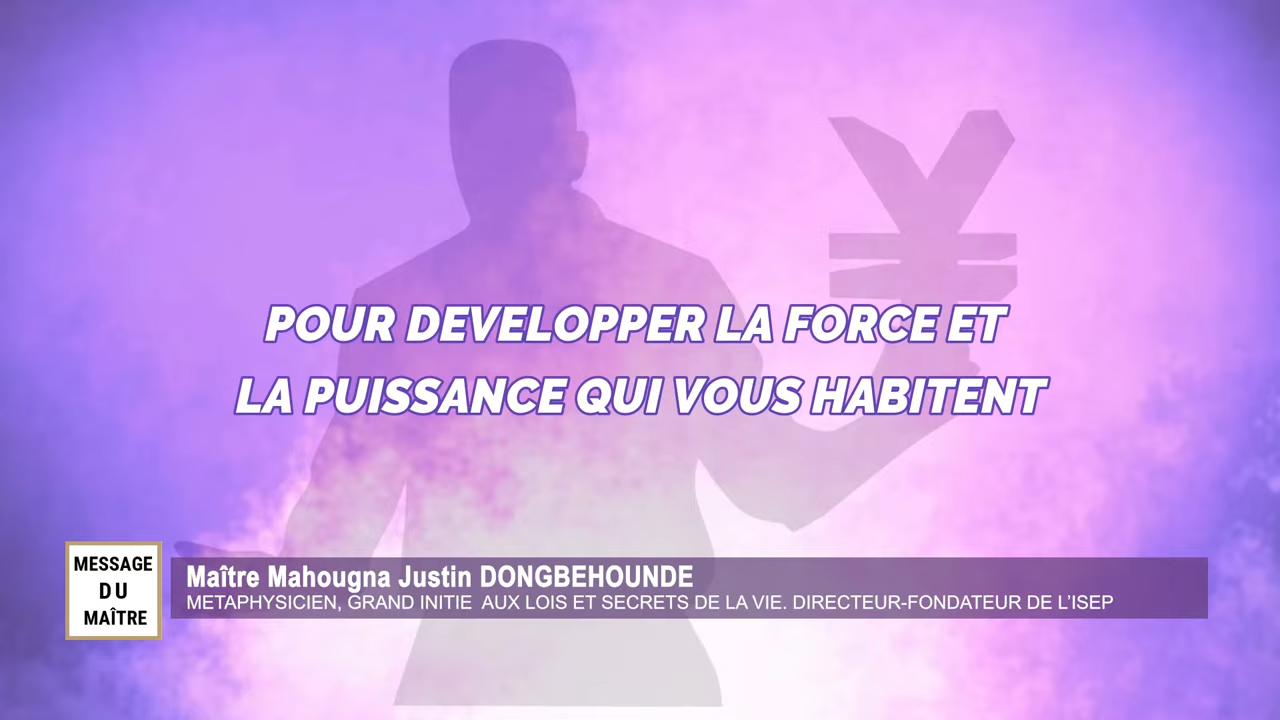 POUR DEVELOPPER LA FORCE ET
LA PUISSANCE QUI VOUS HABITENT
MESSAGE
DU
MAÎTRE
Maître Mahougna Justin DONGBEHOUNDE
METAPHYSICIEN, GRAND INITIE AUX LOIS ET SECRETS DE LA VIE. DIRECTEUR-FONDATEUR DE L'ISEP